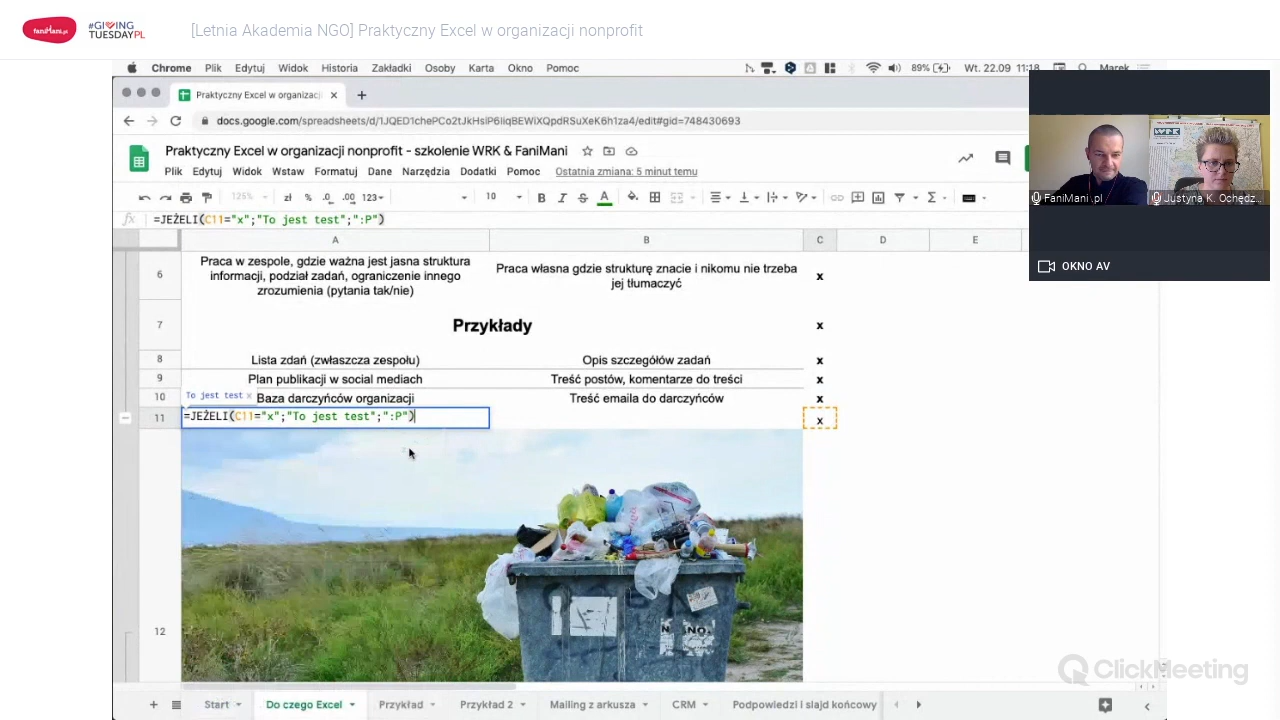 faniMani.pl
#GIVING
TUESDAYPL
[Letnia Akademia NGO] Praktyczny Excel w organizacji nonprofit
Chrome Plik Edytuj Widok Historia Zakładki Osoby Karta Okno Pomoc
89% Wt. 22.09 11:18 Marek
Praktyczny Excel w organizacj
docs.google.com/spreadsheets/d/1JQED1chePCo2tJkHsiP6IiqBEWiXQpdRSuXeK6h1za4/edit#gid=748430693
Praktyczny Excel w organizacji nonprofit - szkolenie WRK & FaniMani
Plik Edytuj Widok Wstaw Formatuj Dane Narzędzia Dodatki Pomoc Ostatnia zmiana: 5 minut temu
125% zł % .0 .00 123 10 B I S A
fx =JEŻELI(C11="x";"To jest test";":P")
A B C D E
6 Praca w zespole, gdzie ważna jest jasna struktura
informacji, podział zadań, ograniczenie innego
zrozumienia (pytania tak/nie)
Praca własna gdzie strukturę znacie i nikomu nie trzeba
jej tłumaczyć
x
7 Przykłady x
8 Lista zdań (zwłaszcza zespołu) Opis szczegółów zadań x
9 Plan publikacji w social mediach Treść postów, komentarze do treści x
To jest test x
10 Baza darczyńców organizacji Treść emaila do darczyńców x
11 =JEŻELI(C11="x";"To jest test";":P") x
12
WRK
FaniMani .pl
Justyna K. Ochędz...
OKNO AV
ClickMeeting
Start Do czego Excel Przykład Przykład 2 Mailing z arkusza CRM Podpowiedzi i slajd końcowy